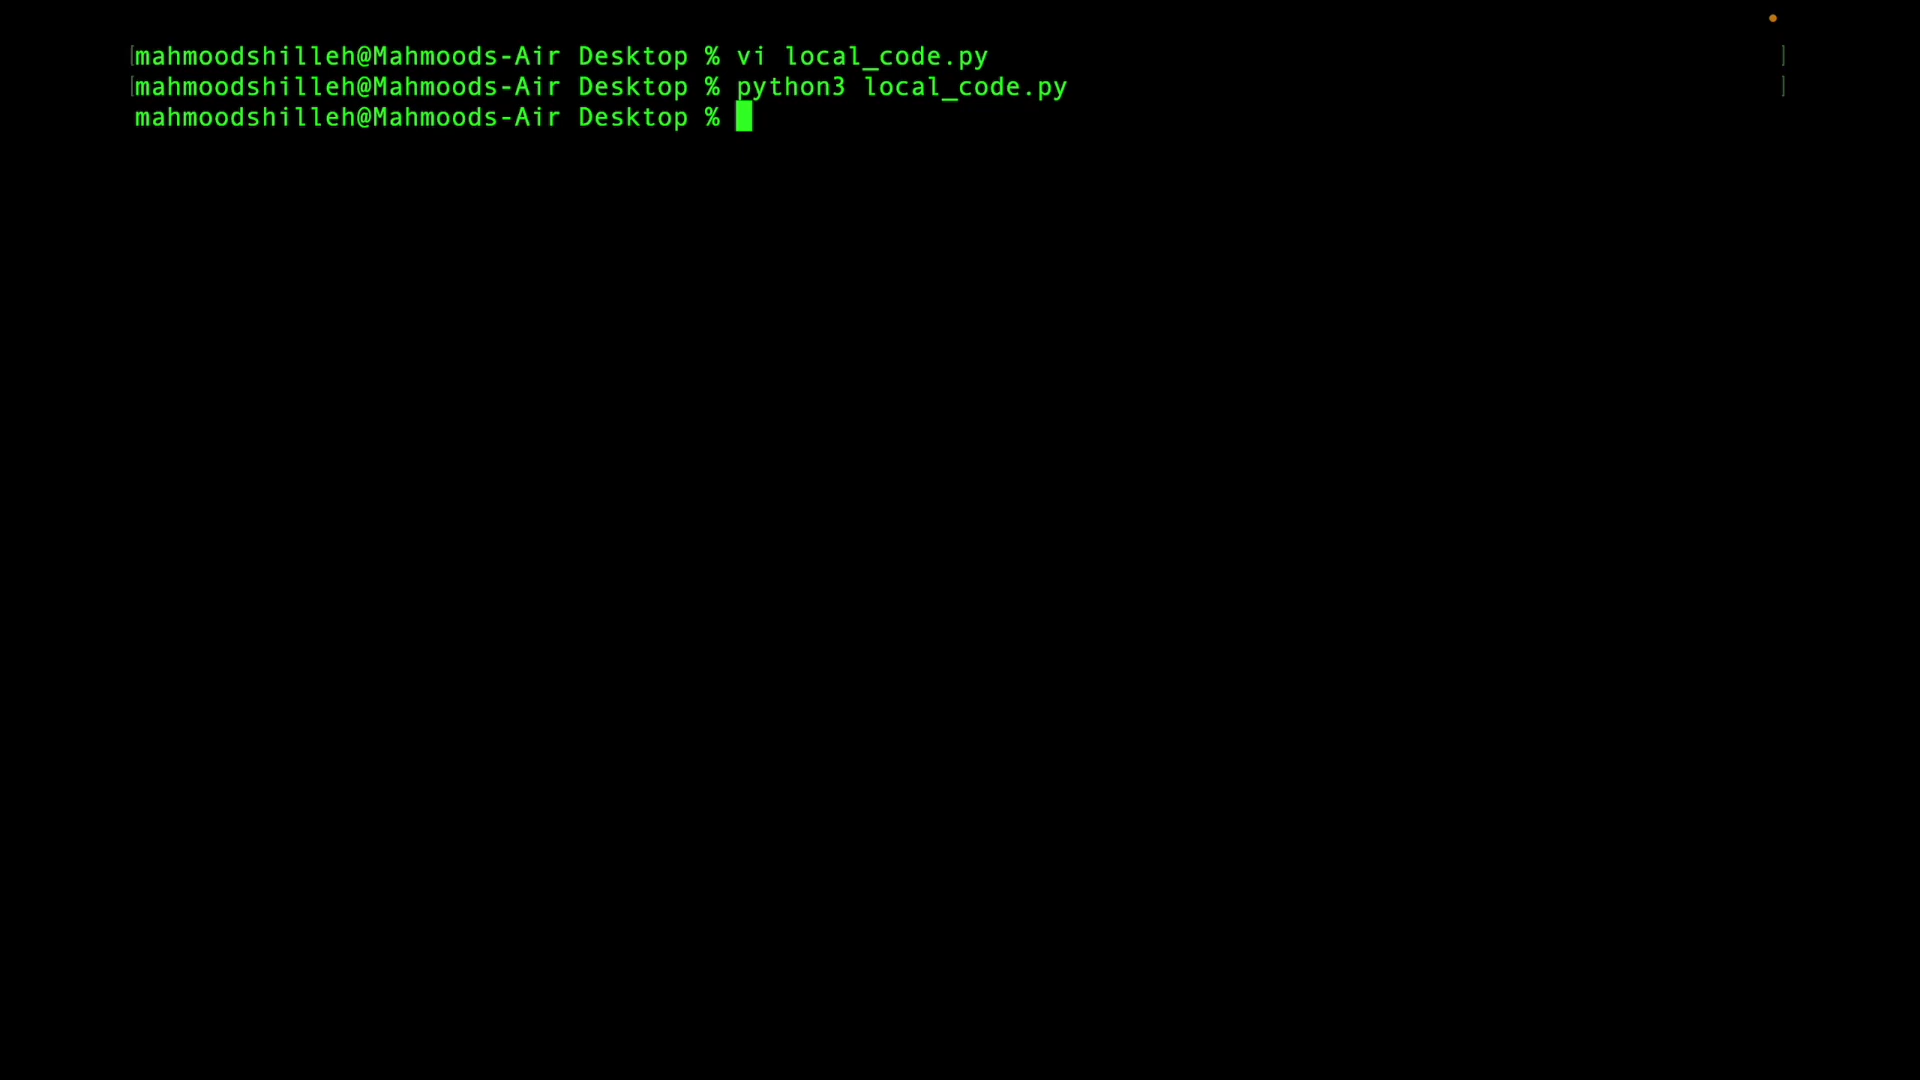 [mahmoodshilleh@Mahmoods-Air Desktop % vi local_code.py ]
[mahmoodshilleh@Mahmoods-Air Desktop % python3 local_code.py ]
mahmoodshilleh@Mahmoods-Air Desktop %